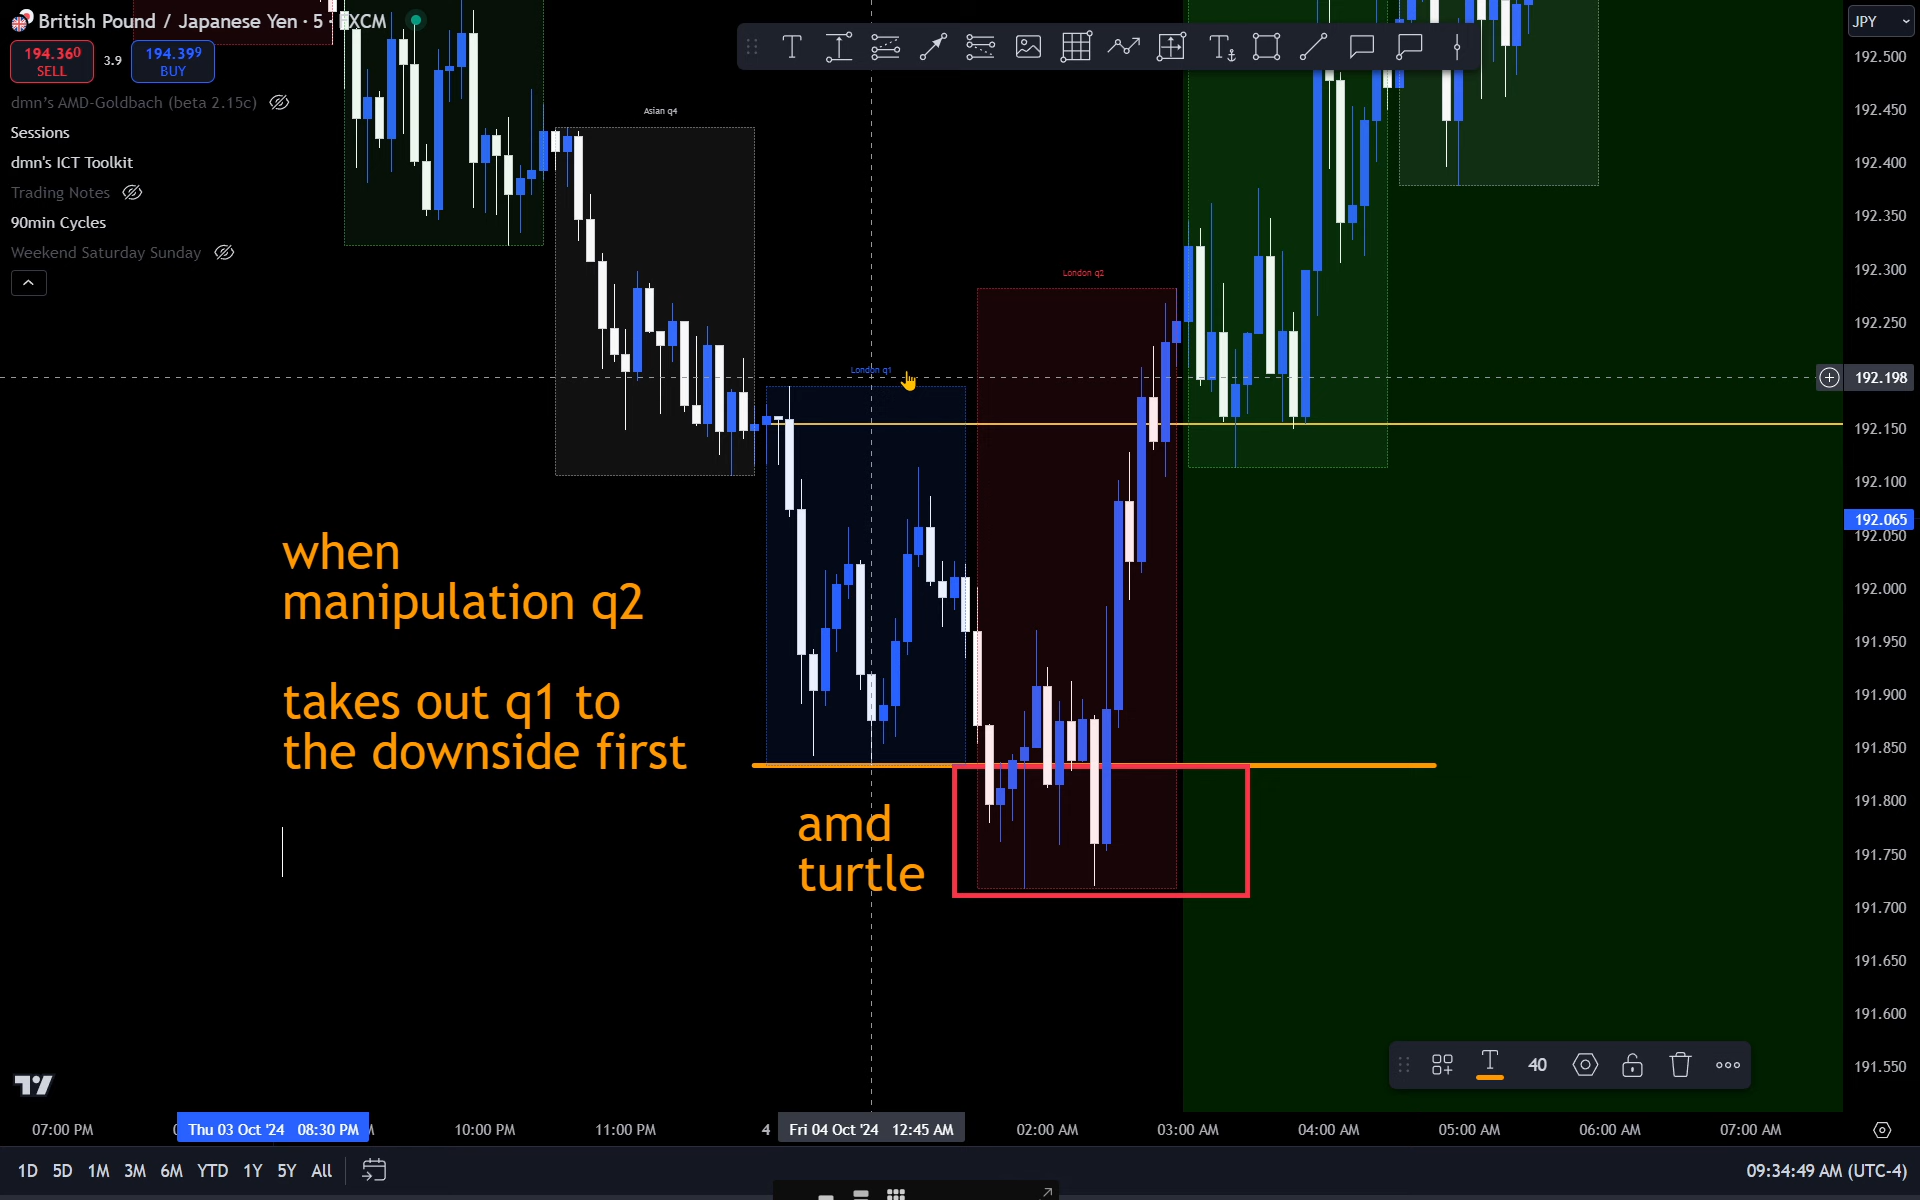 British Pound / Japanese Yen · 5 · FXCM
194.360
SELL
3.9
194.399
BUY
dmn's AMD-Goldbach (beta 2.15c)
Sessions
dmn's ICT Toolkit
Trading Notes
90min Cycles
Weekend Saturday Sunday
Asian q4
London q1
London q2
when
manipulation q2
takes out q1 to
the downside first
amd
turtle
JPY
192.500
192.450
192.400
192.350
192.300
192.250
192.198
192.150
192.100
192.065
192.050
192.000
191.950
191.900
191.850
191.800
191.750
191.700
191.650
191.600
191.550
40
07:00 PM
Thu 03 Oct '24 08:30 PM
10:00 PM
11:00 PM
4
Fri 04 Oct '24 12:45 AM
02:00 AM
03:00 AM
04:00 AM
05:00 AM
06:00 AM
07:00 AM
1D 5D 1M 3M 6M YTD 1Y 5Y All
09:34:49 AM (UTC-4)